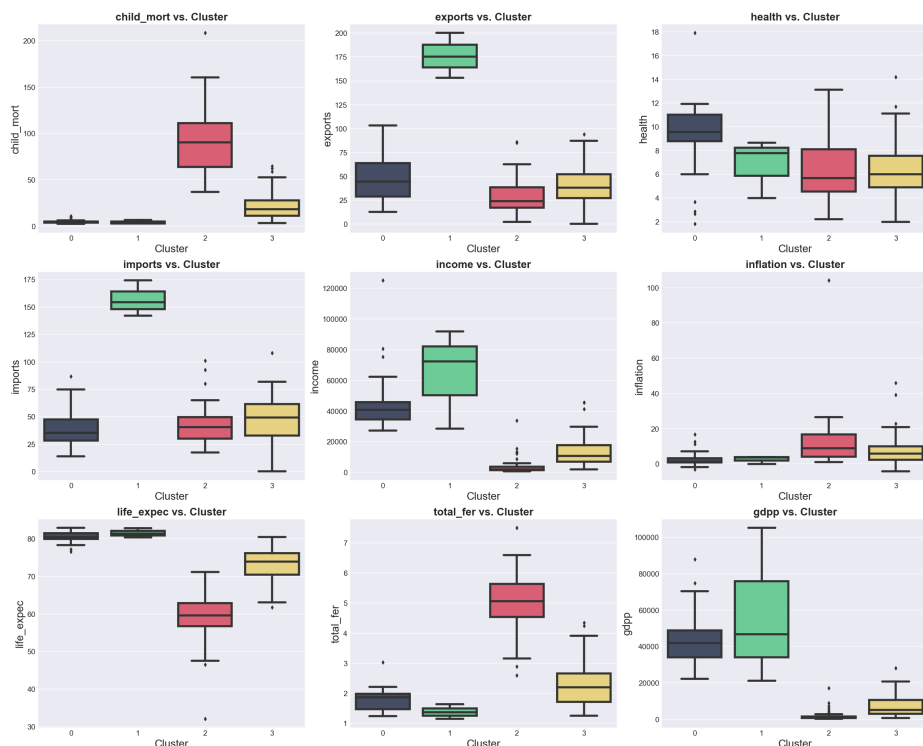 child_mort vs. Cluster
child_mort
200
150
100
50
0
0 1 2 3
Cluster
exports vs. Cluster
exports
200
175
150
125
100
75
50
25
0
0 1 2 3
Cluster
health vs. Cluster
health
18
16
14
12
10
8
6
4
2
0 1 2 3
Cluster
imports vs. Cluster
imports
175
150
125
100
75
50
25
0
0 1 2 3
Cluster
income vs. Cluster
income
120000
100000
80000
60000
40000
20000
0
0 1 2 3
Cluster
inflation vs. Cluster
inflation
100
80
60
40
20
0
0 1 2 3
Cluster
life_expec vs. Cluster
life_expec
80
70
60
50
40
30
0 1 2 3
Cluster
total_fer vs. Cluster
total_fer
7
6
5
4
3
2
1
0 1 2 3
Cluster
gdpp vs. Cluster
gdpp
100000
80000
60000
40000
20000
0
0 1 2 3
Cluster